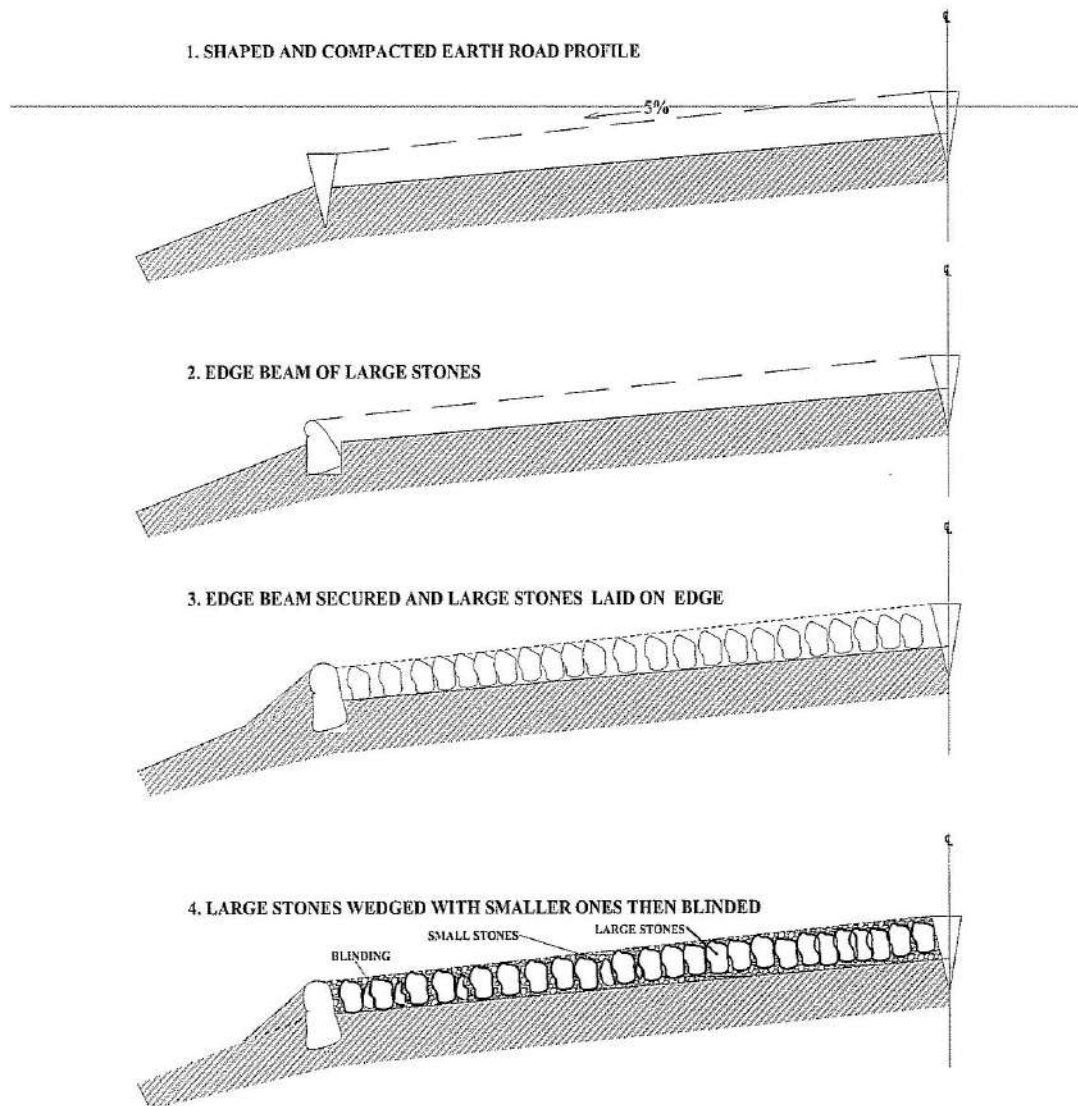 ℄
1. SHAPED AND COMPACTED EARTH ROAD PROFILE
5%
℄
2. EDGE BEAM OF LARGE STONES
℄
3. EDGE BEAM SECURED AND LARGE STONES LAID ON EDGE
℄
4. LARGE STONES WEDGED WITH SMALLER ONES THEN BLINDED
LARGE STONES
SMALL STONES
BLINDING